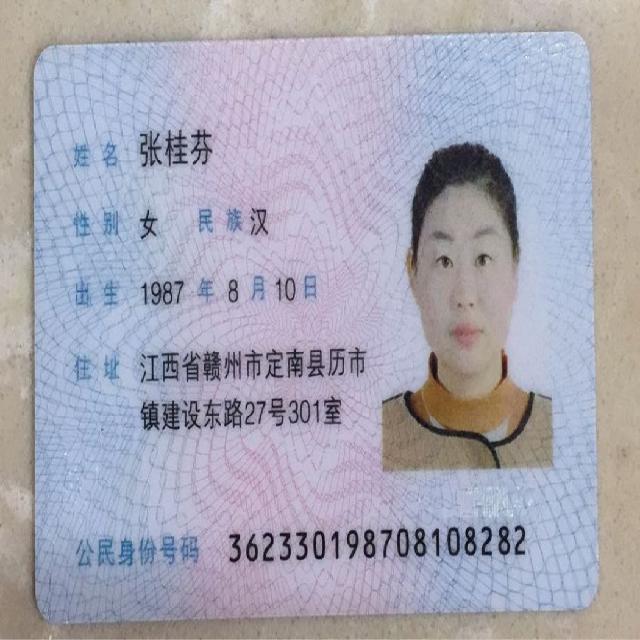 姓名 张桂芬
性别 女 民族 汉
出生 1987 年 8 月 10 日
住址 江西省赣州市定南县历市
镇建设东路27号301室
公民身份号码 362330198708108282